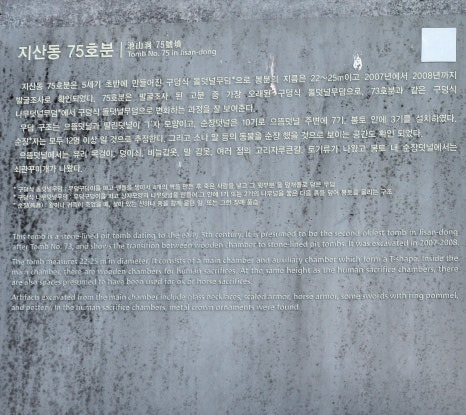 지산동 75호분 | 池山洞 75號墳
Tomb No. 75 in Jisan-dong
지산동 75호분은 5세기 초반에 만들어진 구덩식 돌덧널무덤*으로 봉분의 지름은 22~25m이고 2007년에서 2008년까지
발굴조사로 확인되었다. 75호분은 발굴조사 된 고분 중 가장 오래된 구덩식 돌덧널무덤으로, 73호분과 같은 구덩식
나무덧널무덤*에서 구덩식 돌덧널무덤으로 변화하는 과정을 잘 보여준다.
무덤 구조는 으뜸덧널과 딸린덧널이 T자 모양이고, 순장덧널은 10기로 으뜸덧널 주변에 7기, 봉토 안에 3기를 설치하였다.
순장*자는 모두 12명 이상 일 것으로 추정한다. 그리고 소나 말 등의 동물을 순장 했을 것으로 보이는 공간도 확인 되었다.
으뜸덧널에서는 유리 목걸이, 덩이쇠, 비늘갑옷, 말 갑옷, 여러 점의 고리자루큰칼, 토기류가 나왔고 봉토 내 순장덧널에서는
쇠관꾸미개가 나왔다.
This tomb is a stone-lined pit tomb dating to the early 5th century. It is presumed to be the second oldest tomb in Jisan-dong
after Tomb No. 73, and shows the transition between wooden chamber to stone-lined pit tombs. It was excavated in 2007-2008.
The tomb measures 22-25 m in diameter. It consists of a main chamber and auxiliary chamber which form a T-shape. Inside the
main chamber, there are wooden chambers for human sacrifices. At the same height as the human sacrifice chambers, there
are also spaces presumed to have been used for ox or horse sacrifices.
Artifacts excavated from the main chamber include glass necklaces, scaled armor, horse armor, some swords with ring pommel,
and pottery. In the human sacrifice chambers, metal crown ornaments were found.